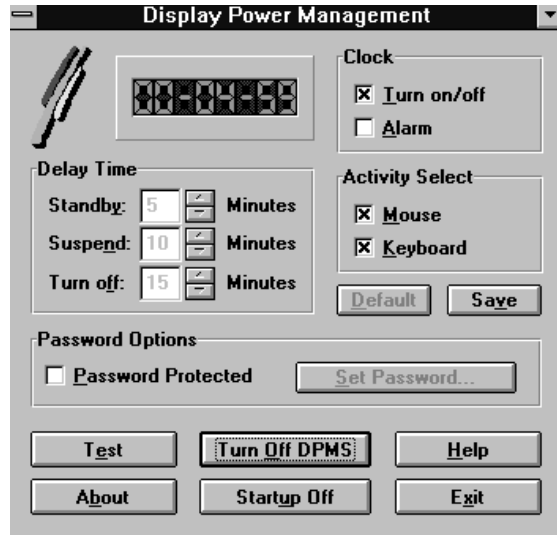 Display Power Management
Clock
Turn on/off
Alarm
Delay Time
Standby: 5 Minutes
Suspend: 10 Minutes
Turn off: 15 Minutes
Activity Select
Mouse
Keyboard
Default Save
Password Options
Password Protected Set Password...
Test Turn Off DPMS Help
About Startup Off Exit